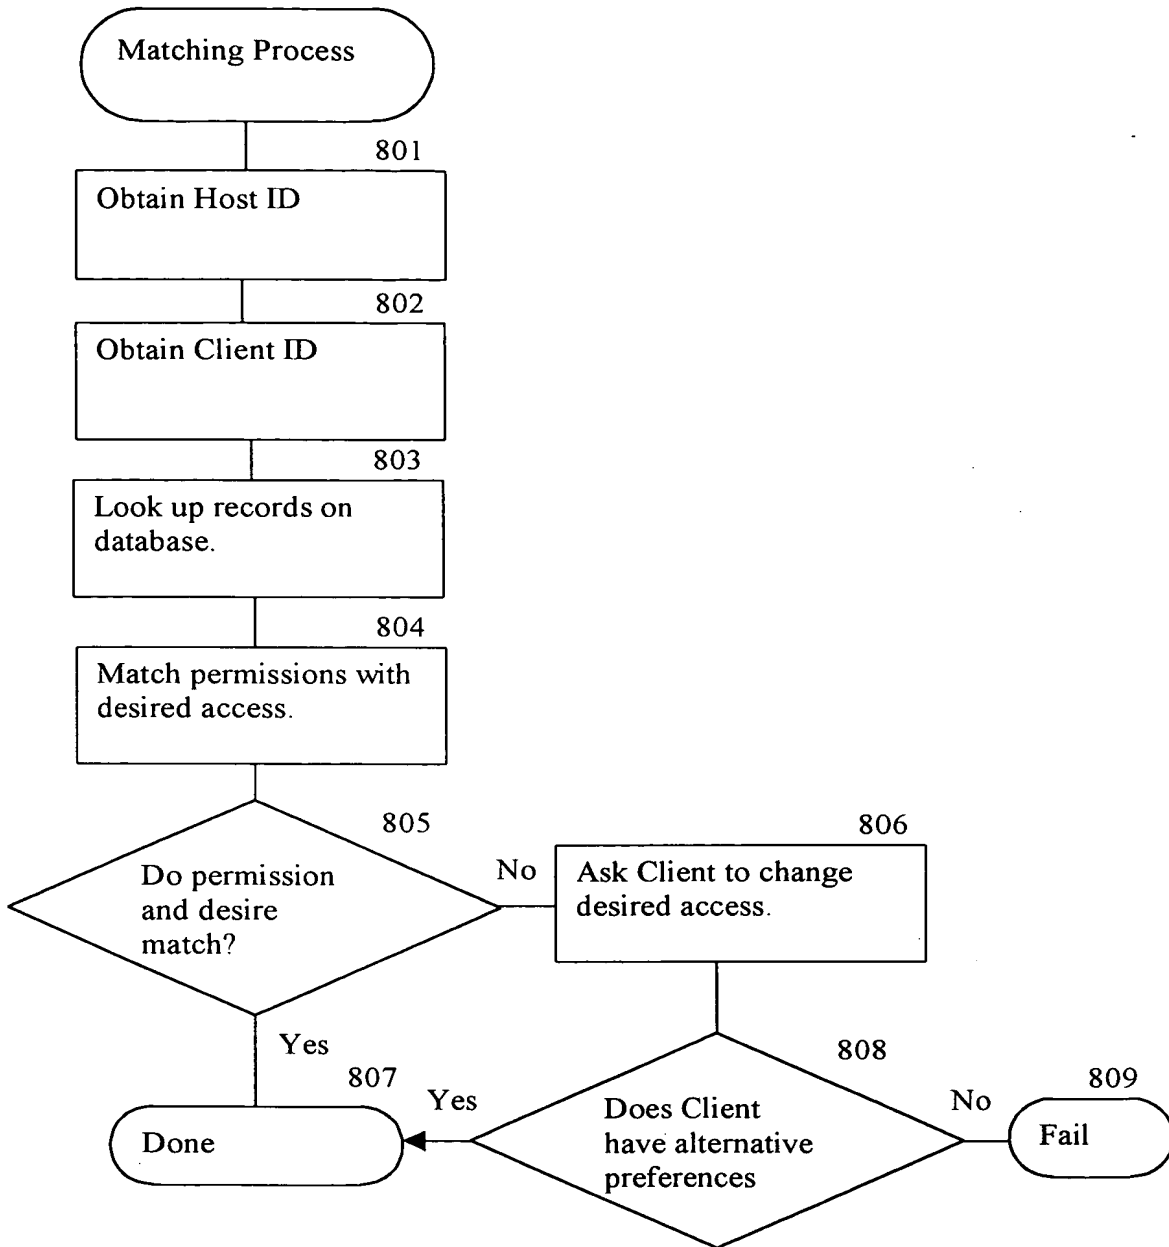 Matching Process
801
Obtain Host ID
802
Obtain Client ID
803
Look up records on
database.
804
Match permissions with
desired access.
805
Do permission
and desire
match?
No
806
Ask Client to change
desired access.
Yes
807
Done
Yes
808
Does Client
have alternative
preferences
No
809
Fail